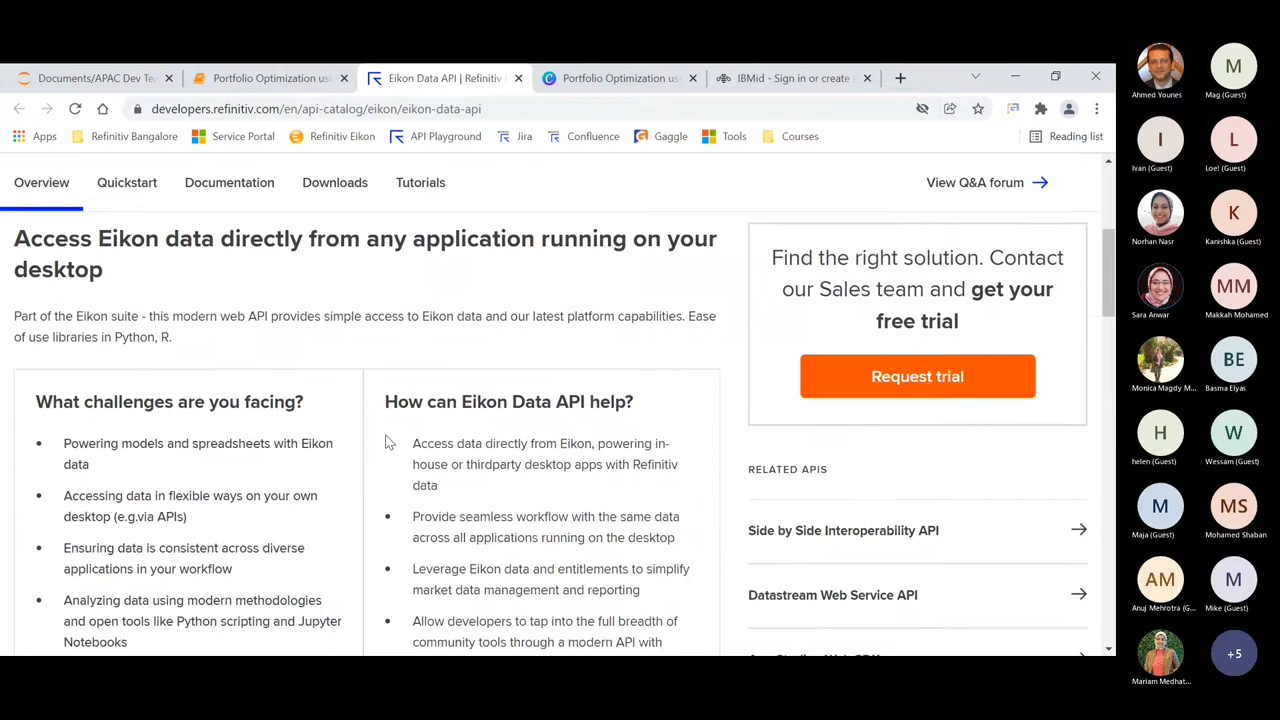 Documents/APAC Dev Te
Portfolio Optimization us
Eikon Data API | Refinitiv
Portfolio Optimization us
IBMid - Sign in or create
developers.refinitiv.com/en/api-catalog/eikon/eikon-data-api
Apps
Refinitiv Bangalore
Service Portal
Refinitiv Eikon
API Playground
Jira
Confluence
Gaggle
Tools
Courses
Reading list
Overview
Quickstart
Documentation
Downloads
Tutorials
View Q&A forum
Access Eikon data directly from any application running on your
desktop
Part of the Eikon suite - this modern web API provides simple access to Eikon data and our latest platform capabilities. Ease
of use libraries in Python, R.
What challenges are you facing?
• Powering models and spreadsheets with Eikon
data
• Accessing data in flexible ways on your own
desktop (e.g.via APIs)
• Ensuring data is consistent across diverse
applications in your workflow
• Analyzing data using modern methodologies
and open tools like Python scripting and Jupyter
Notebooks
How can Eikon Data API help?
• Access data directly from Eikon, powering in-
house or thirdparty desktop apps with Refinitiv
data
• Provide seamless workflow with the same data
across all applications running on the desktop
• Leverage Eikon data and entitlements to simplify
market data management and reporting
• Allow developers to tap into the full breadth of
community tools through a modern API with
Find the right solution. Contact
our Sales team and get your
free trial
Request trial
RELATED APIS
Side by Side Interoperability API
Datastream Web Service API
Ahmed Younes
M
Mag (Guest)
I
Ivan (Guest)
L
Loe! (Guest)
Norhan Nasr
K
Kanishka (Guest)
Sara Anwar
MM
Makkah Mohamed
Monica Magdy M...
BE
Basma Elyas
H
helen (Guest)
W
Wessam (Guest)
M
Maja (Guest)
MS
Mohamed Shaban
AM
Anuj Mehrotra (G...
M
Mike (Guest)
Mariam Medhat...
+5